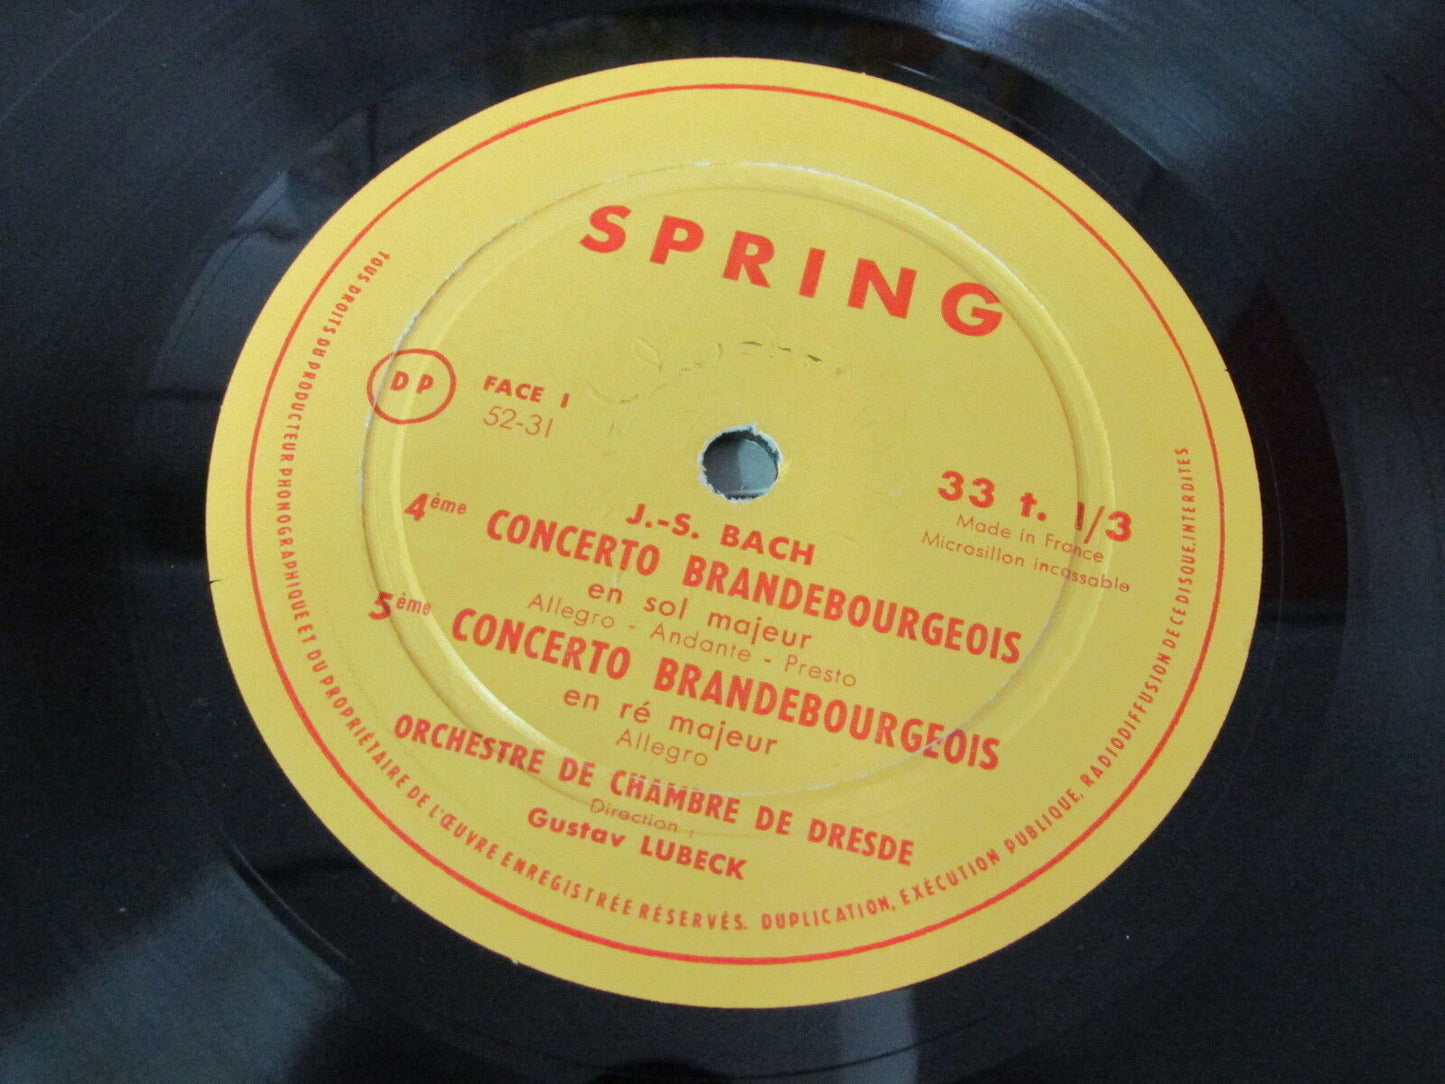 SPRING
DP
FACE 1
52-31
33 t. 1/3
Made in France
Microsillon incassable
J.-S. BACH
4ème CONCERTO BRANDEBOURGEOIS
en sol majeur
Allegro - Andante - Presto
5ème CONCERTO BRANDEBOURGEOIS
en ré majeur
Allegro
ORCHESTRE DE CHAMBRE DE DRESDE
Direction :
Gustav LUBECK
TOUS DROITS DU PRODUCTEUR PHONOGRAPHIQUE ET DU PROPRIÉTAIRE DE L'ŒUVRE ENREGISTRÉE RÉSERVÉS. DUPLICATION, EXÉCUTION PUBLIQUE, RADIODIFFUSION DE CE DISQUE, INTERDITES